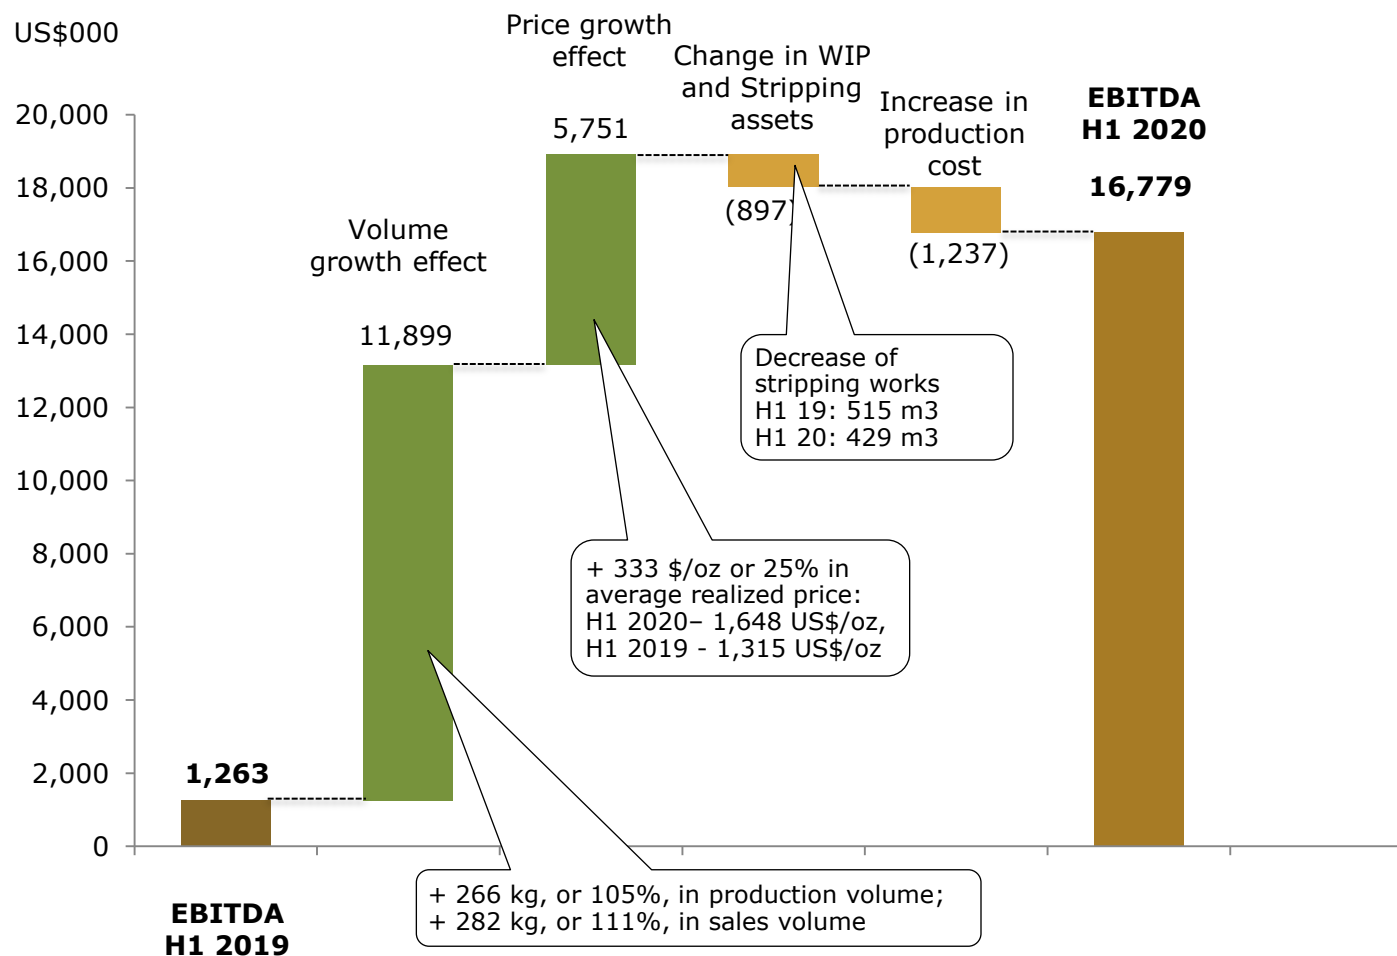 US$000
Price growth
effect
Change in WIP
and Stripping
assets
Increase in
production
cost
EBITDA
H1 2020
20,000
5,751
18,000
16,779
(897)
Volume
growth effect
16,000
(1,237)
14,000
11,899
Decrease of
stripping works
H1 19: 515 m3
H1 20: 429 m3
12,000
10,000
8,000
+ 333 $/oz or 25% in
average realized price:
H1 2020– 1,648 US$/oz,
H1 2019 - 1,315 US$/oz
6,000
4,000
2,000
1,263
0
+ 266 kg, or 105%, in production volume;
+ 282 kg, or 111%, in sales volume
EBITDA
H1 2019